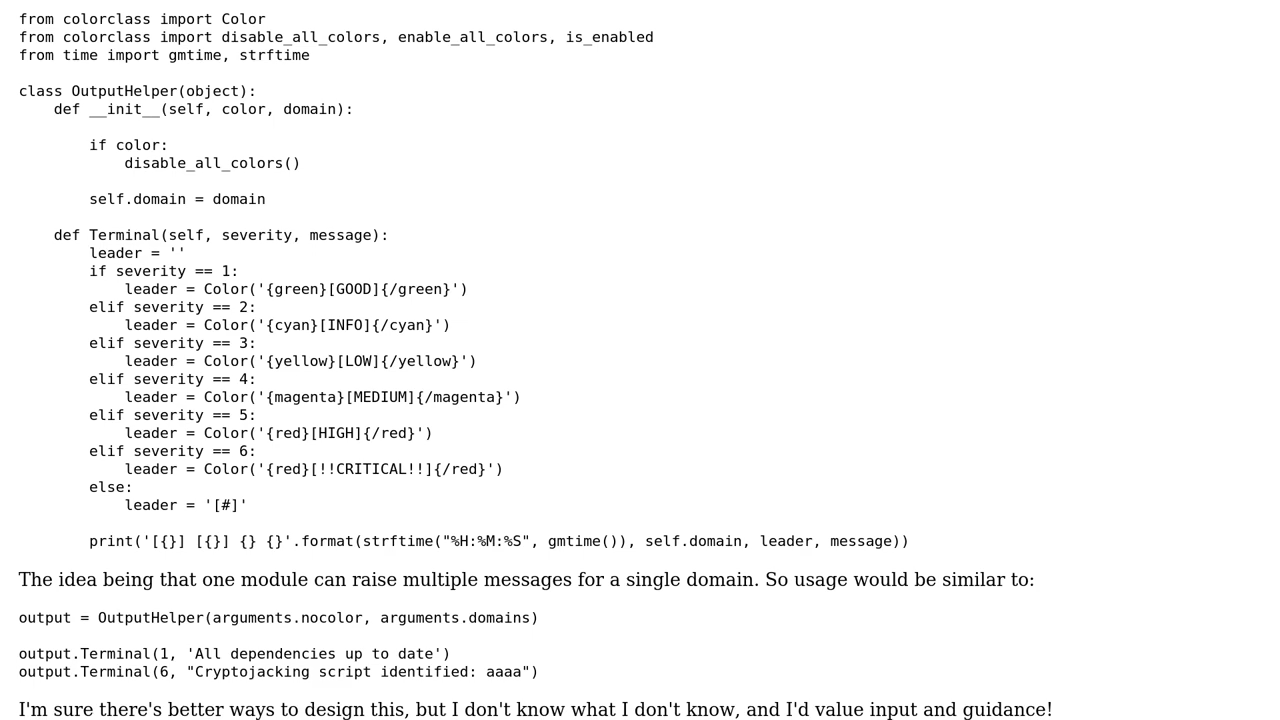 from colorclass import Color
from colorclass import disable_all_colors, enable_all_colors, is_enabled
from time import gmtime, strftime

class OutputHelper(object):
    def __init__(self, color, domain):

        if color:
            disable_all_colors()

        self.domain = domain

    def Terminal(self, severity, message):
        leader = ''
        if severity == 1:
            leader = Color('{green}[GOOD]{/green}')
        elif severity == 2:
            leader = Color('{cyan}[INFO]{/cyan}')
        elif severity == 3:
            leader = Color('{yellow}[LOW]{/yellow}')
        elif severity == 4:
            leader = Color('{magenta}[MEDIUM]{/magenta}')
        elif severity == 5:
            leader = Color('{red}[HIGH]{/red}')
        elif severity == 6:
            leader = Color('{red}[!!CRITICAL!!]{/red}')
        else:
            leader = '[#]'

        print('[{}] [{}] {} {}'.format(strftime("%H:%M:%S", gmtime()), self.domain, leader, message))
The idea being that one module can raise multiple messages for a single domain. So usage would be similar to:
output = OutputHelper(arguments.nocolor, arguments.domains)

output.Terminal(1, 'All dependencies up to date')
output.Terminal(6, "Cryptojacking script identified: aaaa")
I'm sure there's better ways to design this, but I don't know what I don't know, and I'd value input and guidance!